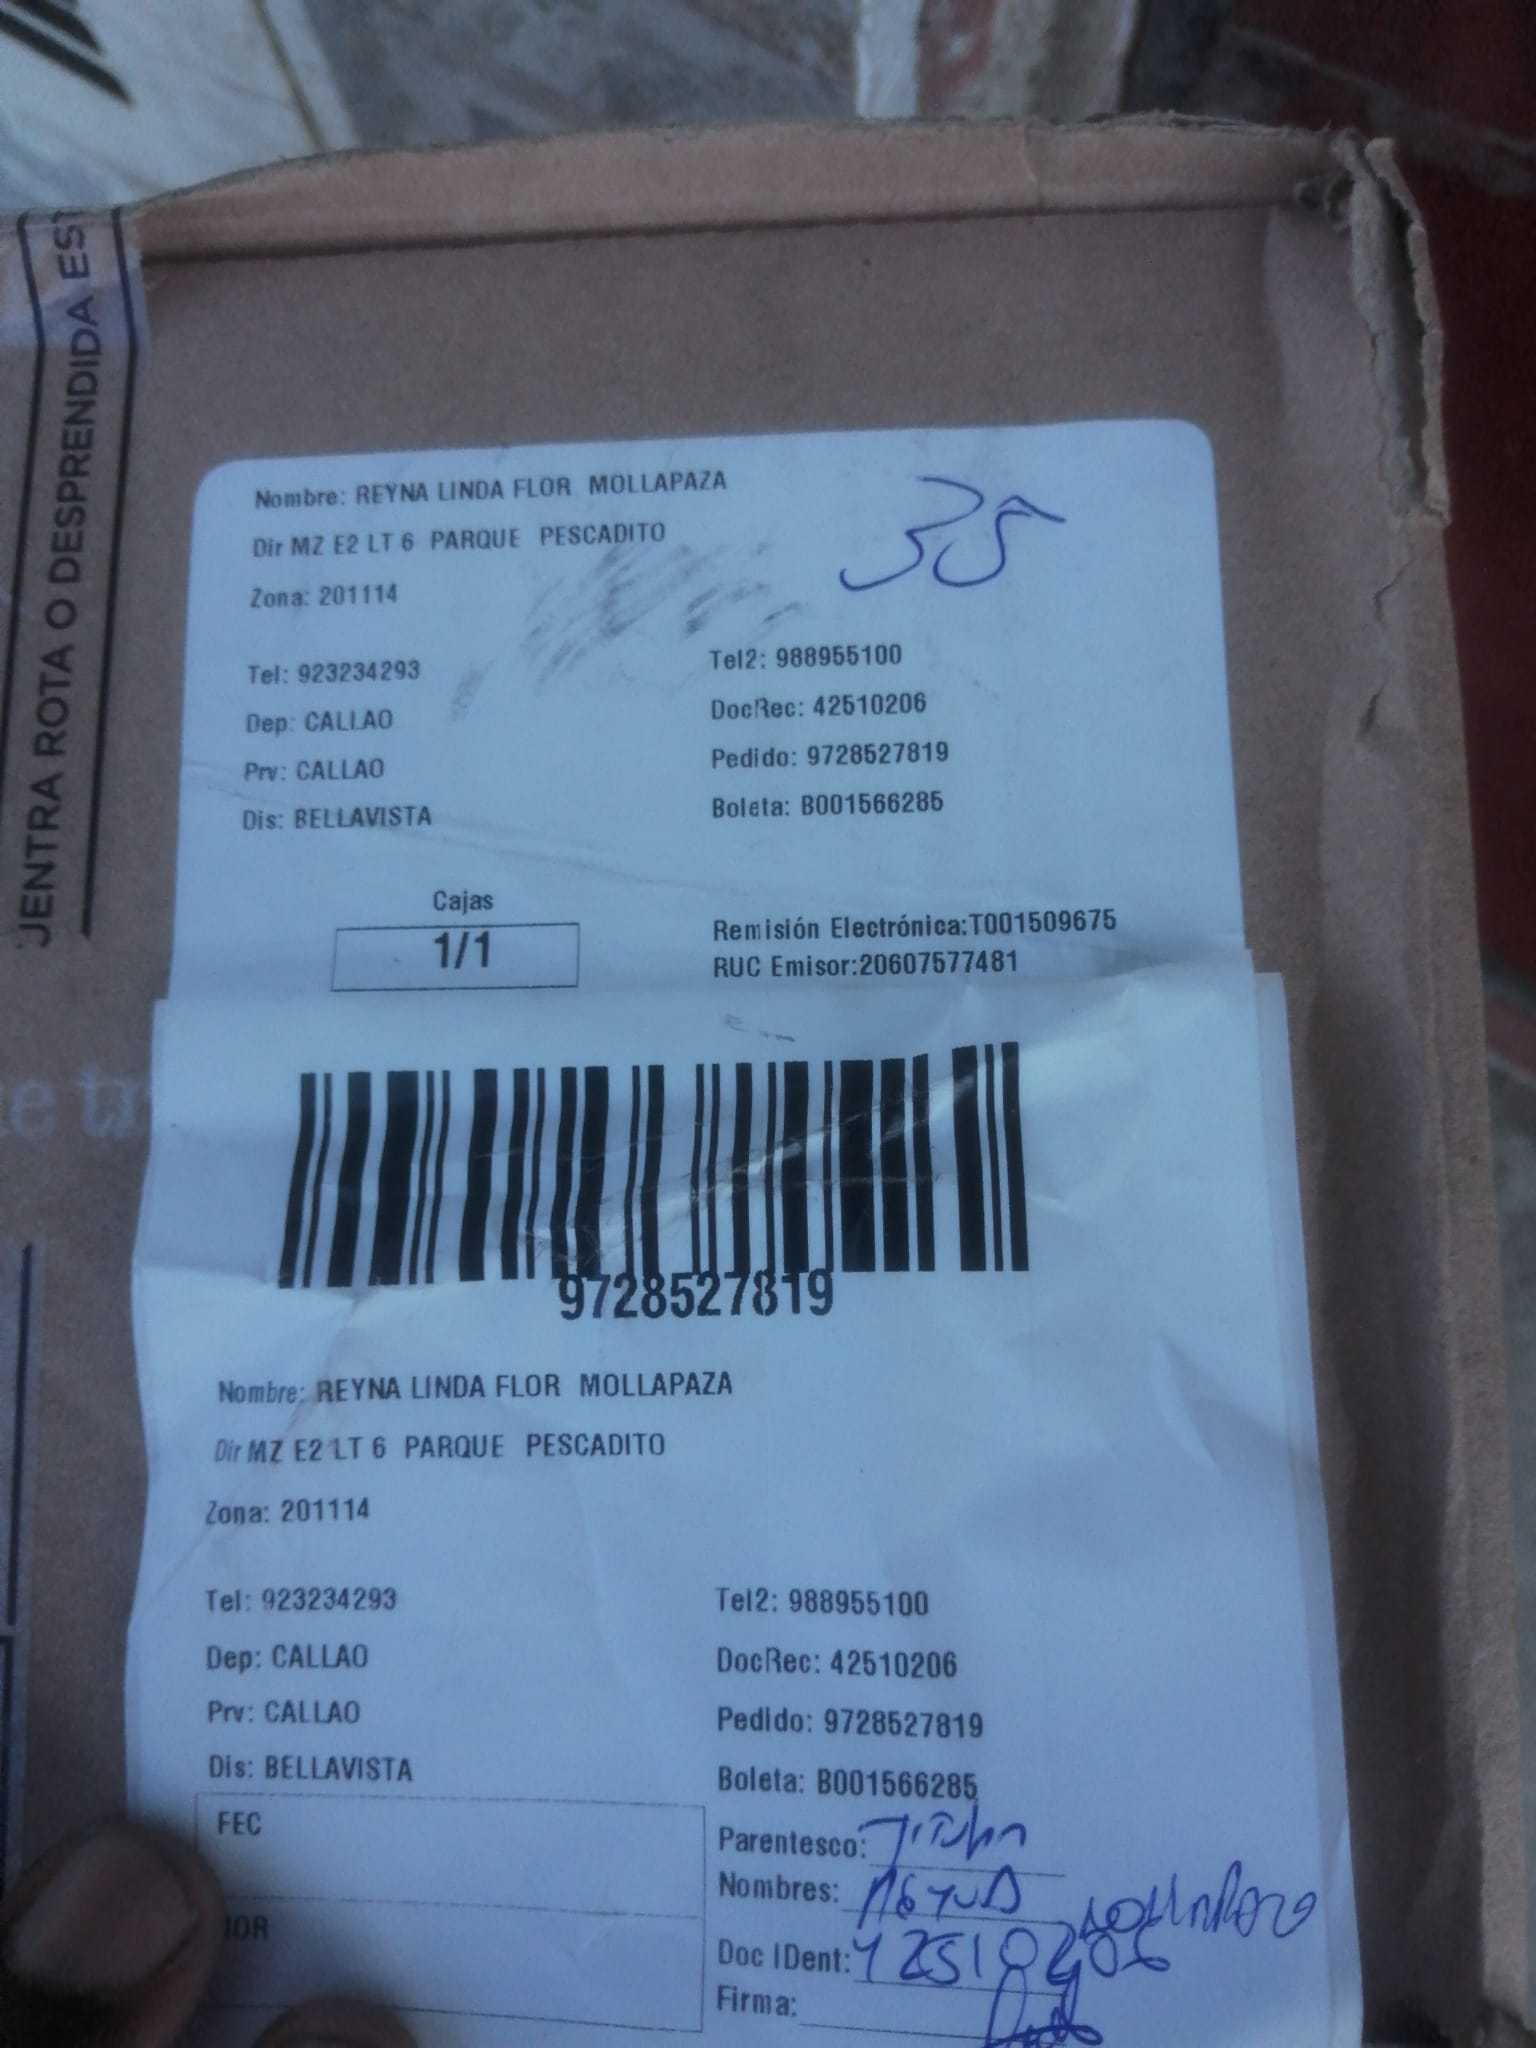 JENTRA ROTA O DESPRENDIDA EST
Nombre: REYNA LINDA FLOR MOLLAPAZA
35
Dir MZ E2 LT 6 PARQUE PESCADITO
Zona: 201114
Tel: 923234293 Tel2: 988955100
Dep: CALLAO DocRec: 42510206
Prv: CALLAO Pedido: 9728527819
Dis: BELLAVISTA Boleta: B001566285
Cajas
1/1
Remisión Electrónica:T001509675
RUC Emisor:20607577481
9728527819
Nombre: REYNA LINDA FLOR MOLLAPAZA
Dir MZ E2 LT 6 PARQUE PESCADITO
Zona: 201114
Tel: 923234293 Tel2: 988955100
Dep: CALLAO DocRec: 42510206
Prv: CALLAO Pedido: 9728527819
Dis: BELLAVISTA Boleta: B001566285
FEC
Parentesco:
Nombres:
Doc IDent: 42510206
Firma: